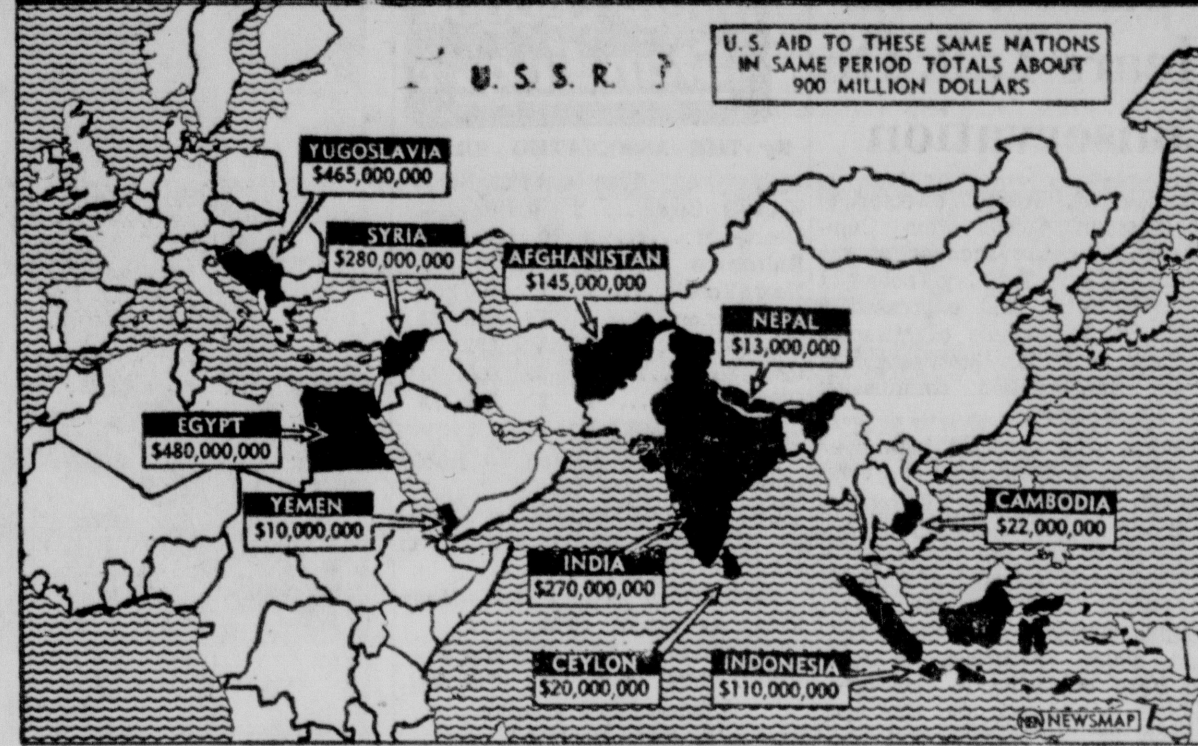 U. S. AID TO THESE SAME NATIONS
IN SAME PERIOD TOTALS ABOUT
900 MILLION DOLLARS
U. S. S. R.
YUGOSLAVIA
$465,000,000
SYRIA
$280,000,000
AFGHANISTAN
$145,000,000
NEPAL
$13,000,000
EGYPT
$480,000,000
YEMEN
$10,000,000
CAMBODIA
$22,000,000
INDIA
$270,000,000
CEYLON
$20,000,000
INDONESIA
$110,000,000
NEWSMAP